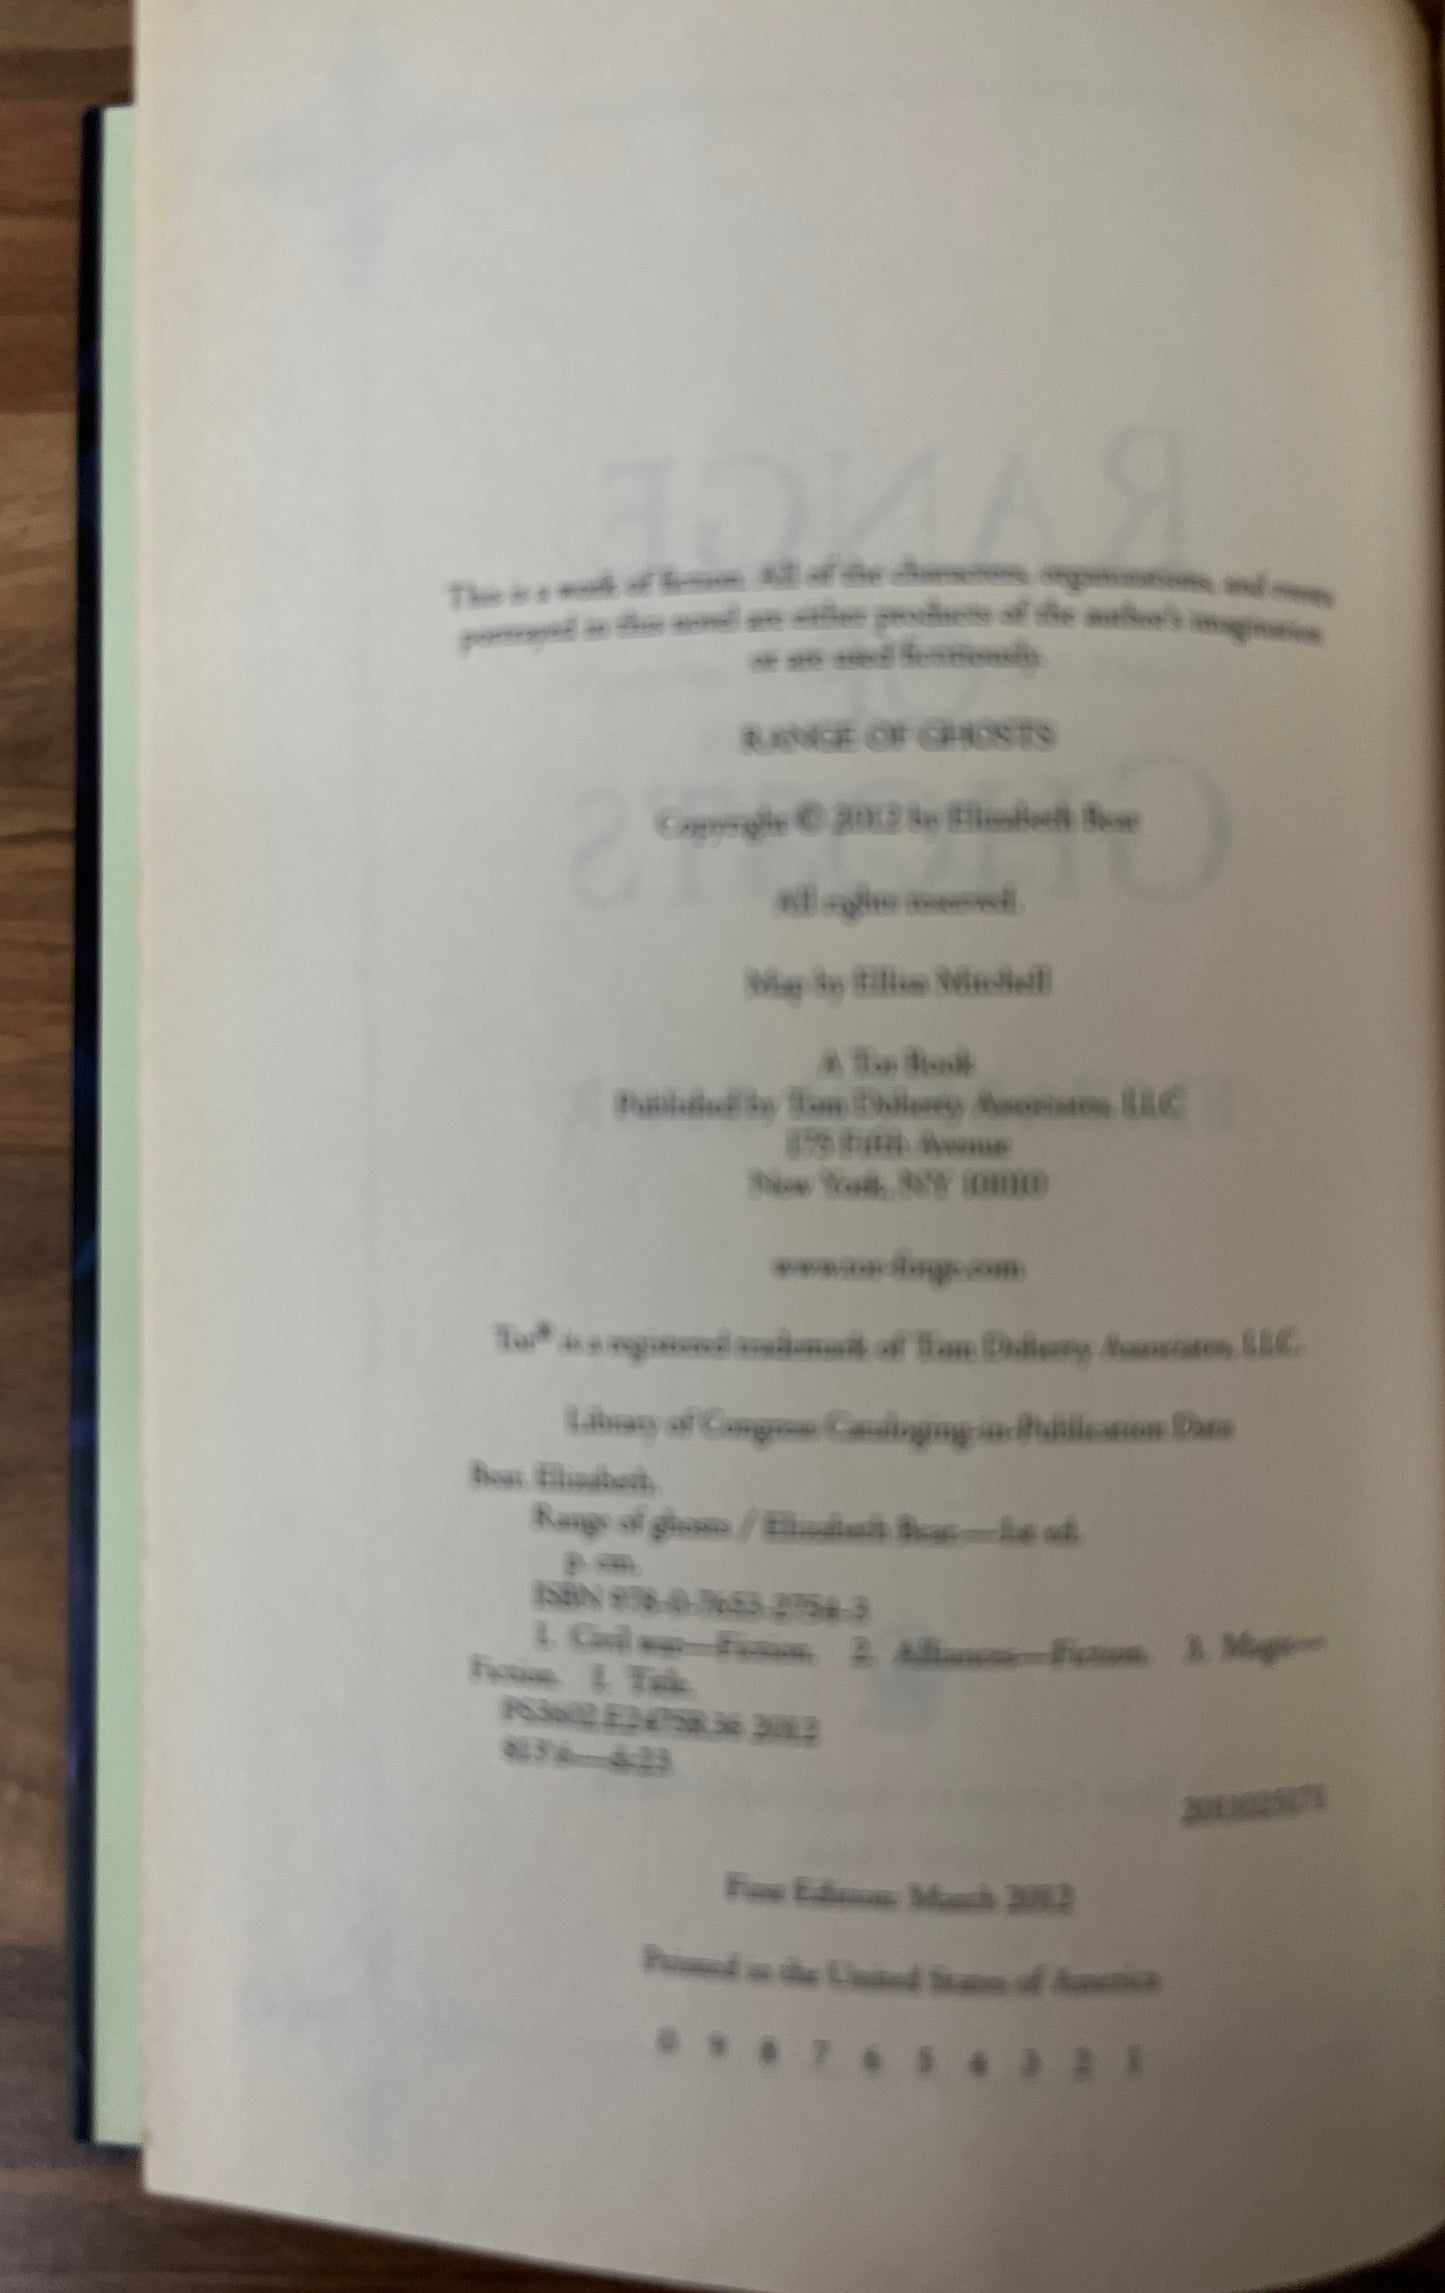 This is a work of fiction. All of the characters, organizations, and events
portrayed in this novel are either products of the author's imagination
or are used fictitiously.
RANGE OF GHOSTS
Copyright © 2012 by Elizabeth Bear
All rights reserved.
Map by Ellisa Mitchell
A Tor Book
Published by Tom Doherty Associates, LLC
175 Fifth Avenue
New York, NY 10010
www.tor-forge.com
Tor® is a registered trademark of Tom Doherty Associates, LLC.
Library of Congress Cataloging-in-Publication Data
Bear, Elizabeth.
Range of ghosts / Elizabeth Bear.—1st ed.
p. cm.
ISBN 978-0-7653-2754-3
1. Civil war—Fiction. 2. Alliances—Fiction. 3. Magic—
Fiction. I. Title.
2012
813'.6—dc23
First Edition: March 2012
Printed in the United States of America
0 9 8 7 6 5 4 3 2 1